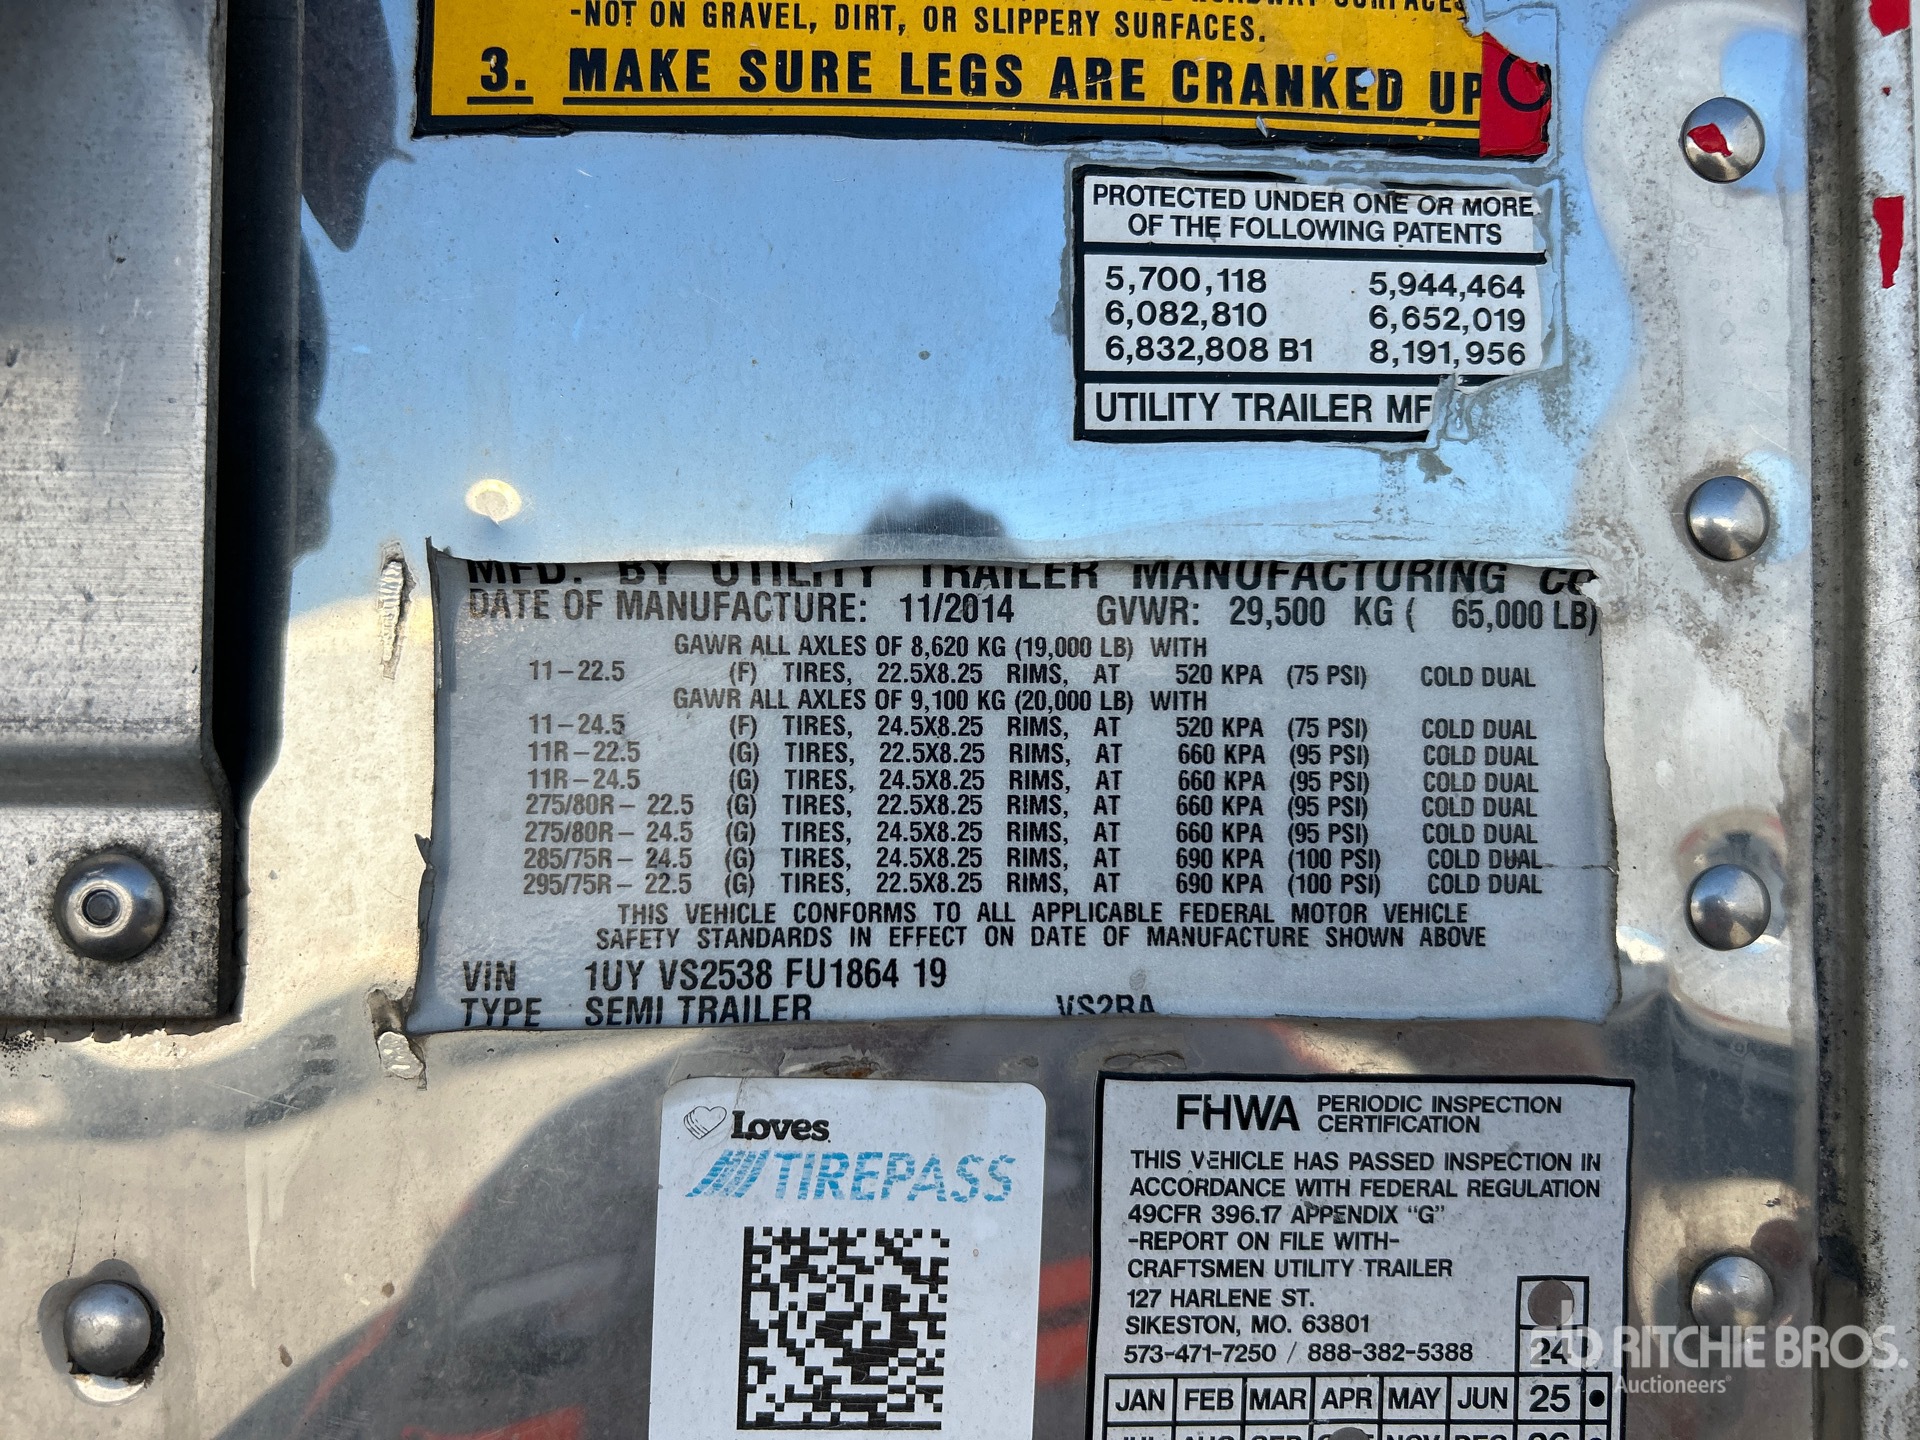 -NOT ON GRAVEL, DIRT, OR SLIPPERY SURFACES.
3. MAKE SURE LEGS ARE CRANKED UP
PROTECTED UNDER ONE OR MORE
OF THE FOLLOWING PATENTS
5,700,118 5,944,464
6,082,810 6,652,019
6,832,808 B1 8,191,956
UTILITY TRAILER MF
MFD. BY UTILITY TRAILER MANUFACTURING CO
DATE OF MANUFACTURE: 11/2014 GVWR: 29,500 KG ( 65,000 LB)
GAWR ALL AXLES OF 8,620 KG (19,000 LB) WITH
11-22.5 (F) TIRES, 22.5X8.25 RIMS, AT 520 KPA (75 PSI) COLD DUAL
GAWR ALL AXLES OF 9,100 KG (20,000 LB) WITH
11-24.5 (F) TIRES, 24.5X8.25 RIMS, AT 520 KPA (75 PSI) COLD DUAL
11R-22.5 (G) TIRES, 22.5X8.25 RIMS, AT 660 KPA (95 PSI) COLD DUAL
11R-24.5 (G) TIRES, 24.5X8.25 RIMS, AT 660 KPA (95 PSI) COLD DUAL
275/80R- 22.5 (G) TIRES, 22.5X8.25 RIMS, AT 660 KPA (95 PSI) COLD DUAL
275/80R- 24.5 (G) TIRES, 24.5X8.25 RIMS, AT 660 KPA (95 PSI) COLD DUAL
285/75R- 24.5 (G) TIRES, 24.5X8.25 RIMS, AT 690 KPA (100 PSI) COLD DUAL
295/75R- 22.5 (G) TIRES, 22.5X8.25 RIMS, AT 690 KPA (100 PSI) COLD DUAL
THIS VEHICLE CONFORMS TO ALL APPLICABLE FEDERAL MOTOR VEHICLE
SAFETY STANDARDS IN EFFECT ON DATE OF MANUFACTURE SHOWN ABOVE
VIN 1UY VS2538 FU1864 19
TYPE SEMI TRAILER VS2RA
Loves
TIREPASS
FHWA PERIODIC INSPECTION
CERTIFICATION
THIS VEHICLE HAS PASSED INSPECTION IN
ACCORDANCE WITH FEDERAL REGULATION
49CFR 396.17 APPENDIX "G"
-REPORT ON FILE WITH-
CRAFTSMEN UTILITY TRAILER
127 HARLENE ST.
SIKESTON, MO. 63801
573-471-7250 / 888-382-5388 24
JAN FEB MAR APR MAY JUN 25
RITCHIE BROS.
Auctioneers